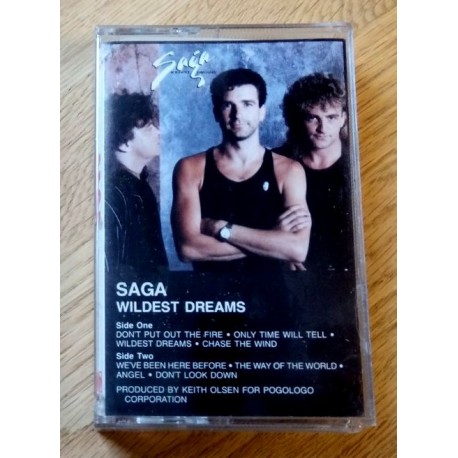 Saga
SAGA
WILDEST DREAMS
Side One
DON'T PUT OUT THE FIRE • ONLY TIME WILL TELL •
WILDEST DREAMS • CHASE THE WIND
Side Two
WE'VE BEEN HERE BEFORE • THE WAY OF THE WORLD •
ANGEL • DON'T LOOK DOWN
PRODUCED BY KEITH OLSEN FOR POGOLOGO
CORPORATION